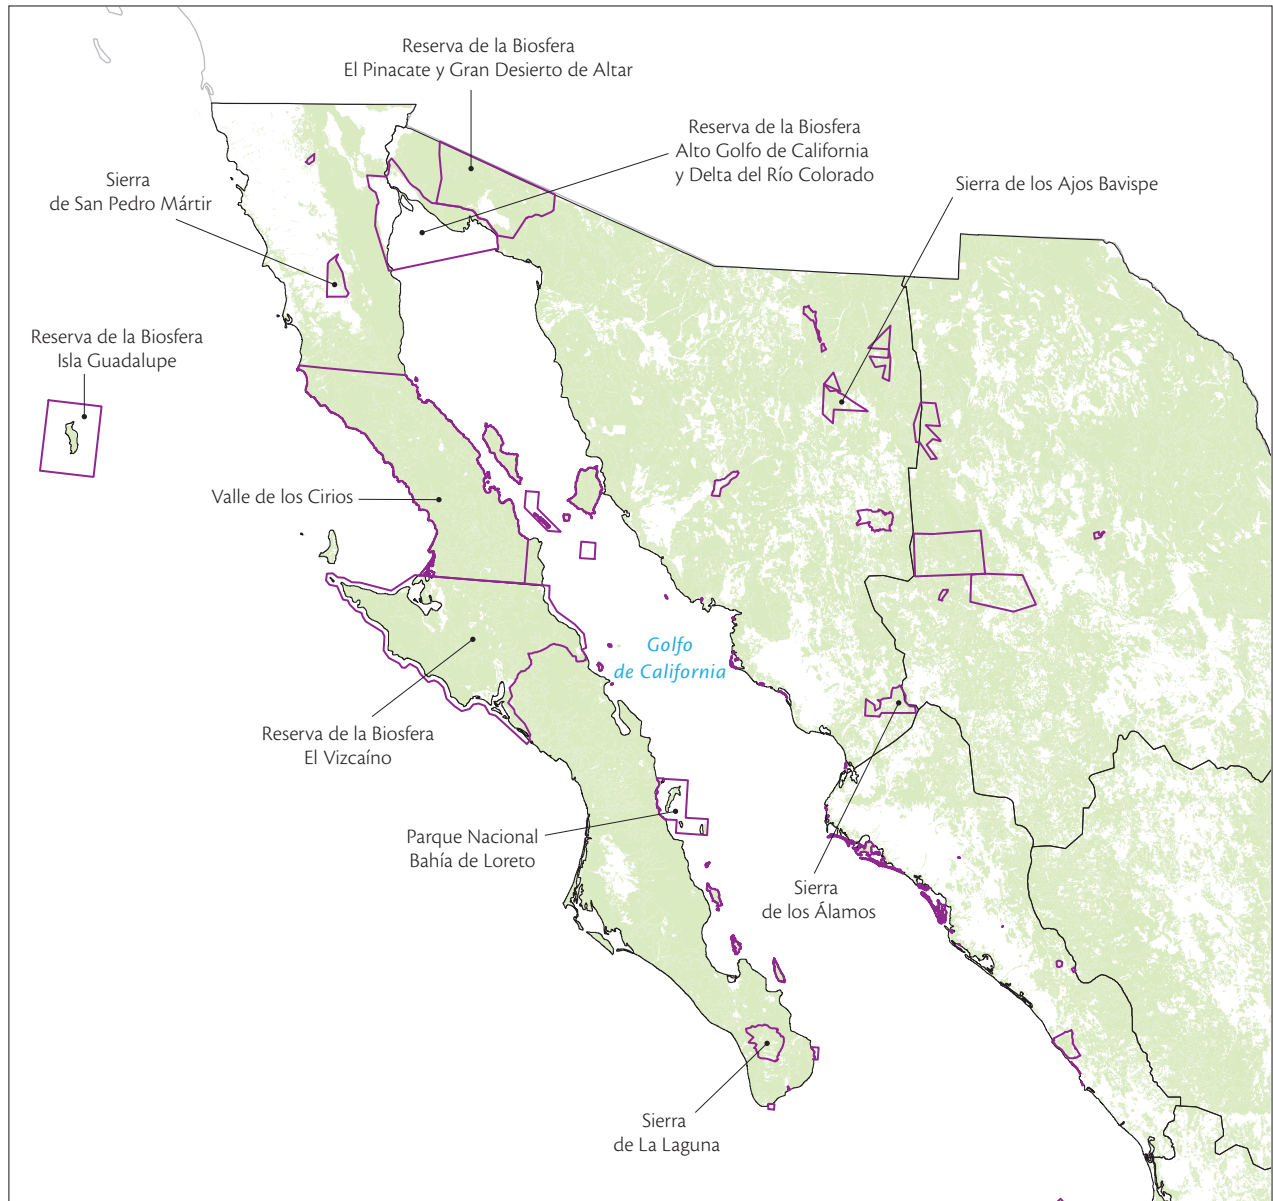 Reserva de la Biosfera
El Pinacate y Gran Desierto de Altar
Reserva de la Biosfera
Alto Golfo de California
y Delta del Río Colorado
Sierra
de San Pedro Mártir
Sierra de los Ajos Bavispe
Reserva de la Biosfera
Isla Guadalupe
Valle de los Cirios
Golfo
de California
Reserva de la Biosfera
El Vizcaíno
Parque Nacional
Bahía de Loreto
Sierra
de los Álamos
Sierra
de La Laguna